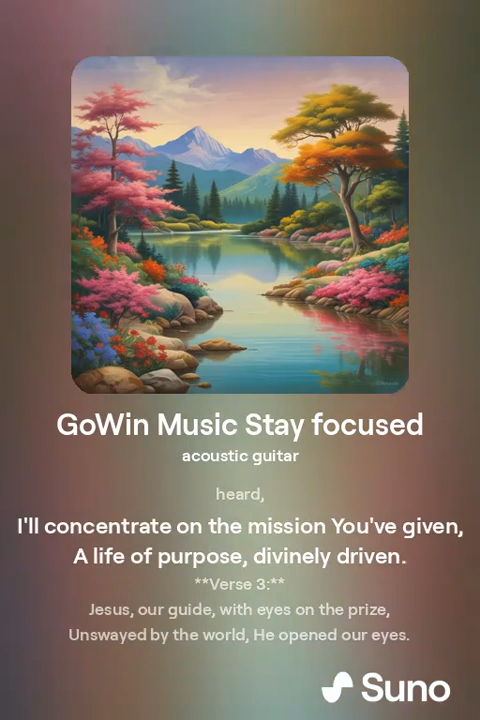 GoWin Music Stay focused
acoustic guitar
heard,
I'll concentrate on the mission You've given,
A life of purpose, divinely driven.
**Verse 3:**
Jesus, our guide, with eyes on the prize,
Unswayed by the world, He opened our eyes.
Suno